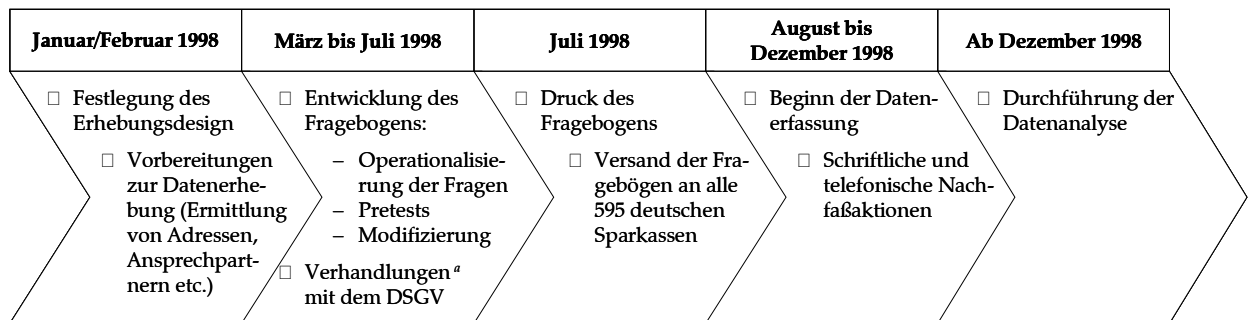 Januar/Februar 1998
März bis Juli 1998
Juli 1998
August bis
Dezember 1998
Ab Dezember 1998
□ Festlegung des
Erhebungsdesign
□ Vorbereitungen
zur Datenerhe-
bung (Ermittlung
von Adressen,
Ansprechpart-
nern etc.)
□ Entwicklung des
Fragebogens:
– Operationalisie-
rung der Fragen
– Pretests
– Modifizierung
□ Verhandlungen a
mit dem DSGV
□ Druck des
Fragebogens
□ Versand der Fra-
gebögen an alle
595 deutschen
Sparkassen
□ Beginn der Daten-
erfassung
□ Schriftliche und
telefonische Nach-
faßaktionen
□ Durchführung der
Datenanalyse